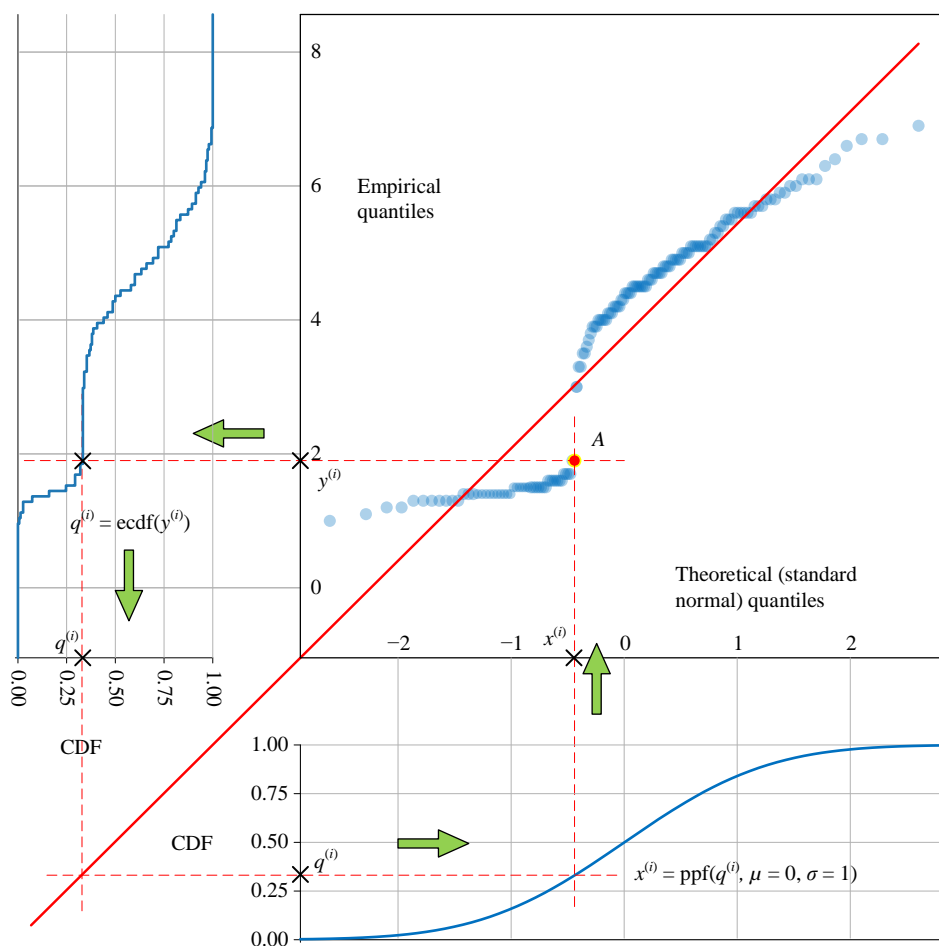 8
Empirical
quantiles
6
4
A
2
y^(i)
q^(i) = ecdf(y^(i))
0
Theoretical (standard
normal) quantiles
q^(i)
−2 −1 x^(i) 0 1 2
0.00 0.25 0.50 0.75 1.00
CDF
1.00
0.75
CDF
0.50
q^(i)
x^(i) = ppf(q^(i), μ = 0, σ = 1)
0.25
0.00